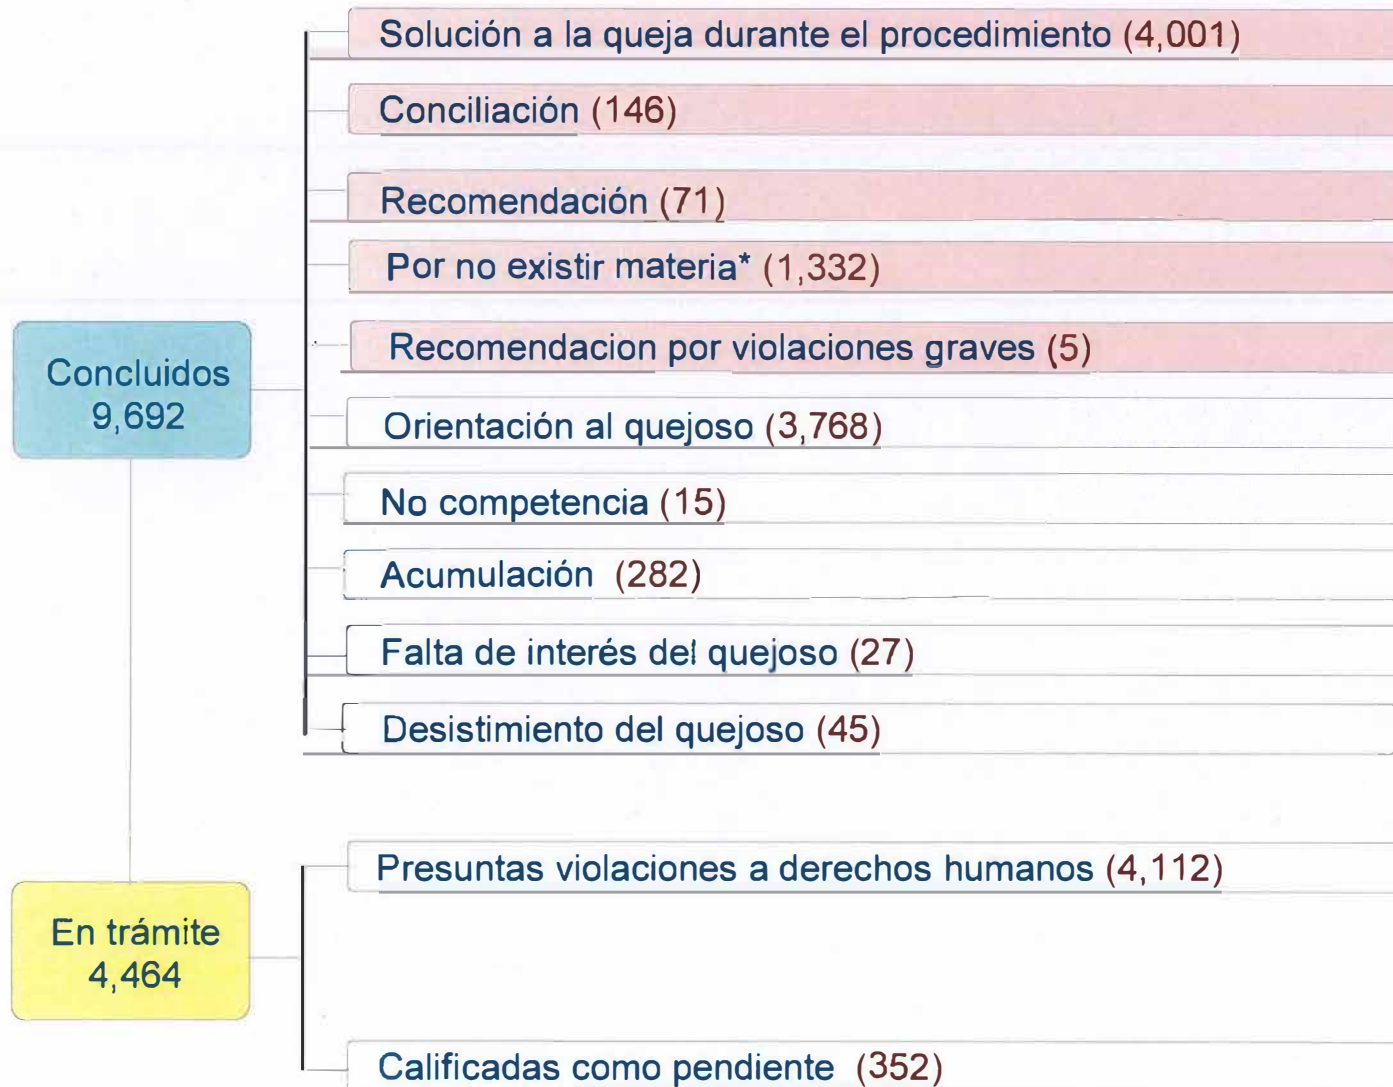 Solución a la queja durante el procedimiento (4,001)
Conciliación (146)
Recomendación (71)
Por no existir materia* (1,332)
Recomendacion por violaciones graves (5)
Concluidos
9,692
Orientación al quejoso (3,768)
No competencia (15)
Acumulación (282)
Falta de interés del quejoso (27)
Desistimiento del quejoso (45)
Presuntas violaciones a derechos humanos (4,112)
En trámite
4,464
Calificadas como pendiente (352)